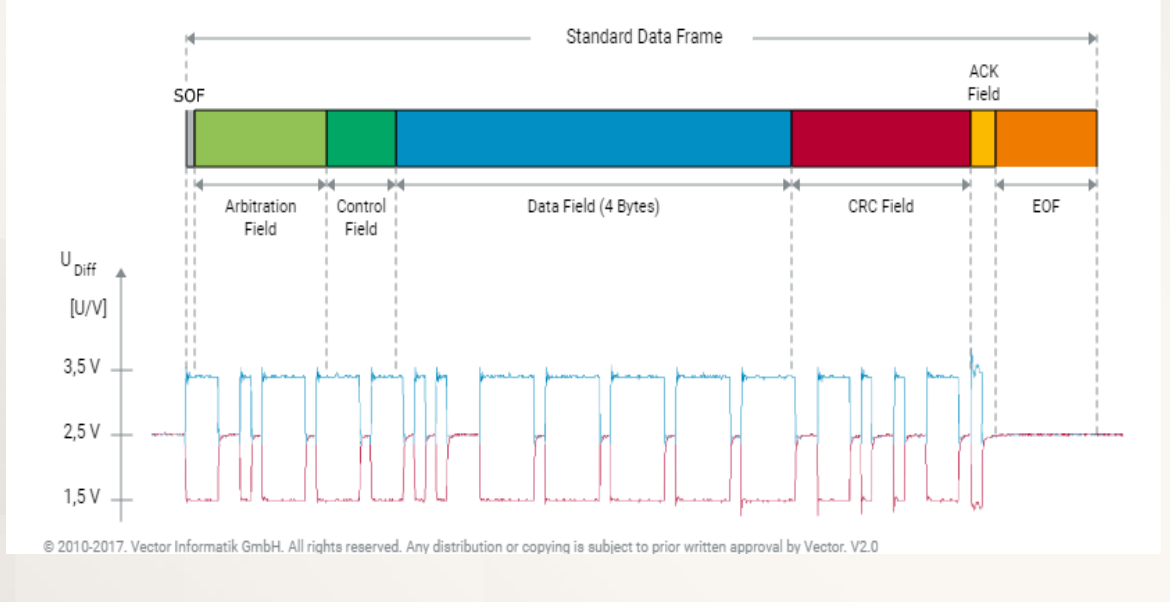 Standard Data Frame
SOF
ACK
Field
Arbitration
Field
Control
Field
Data Field (4 Bytes)
CRC Field
EOF
U Diff
[U/V]
3,5 V
2,5 V
1,5 V
© 2010-2017. Vector Informatik GmbH. All rights reserved. Any distribution or copying is subject to prior written approval by Vector. V2.0